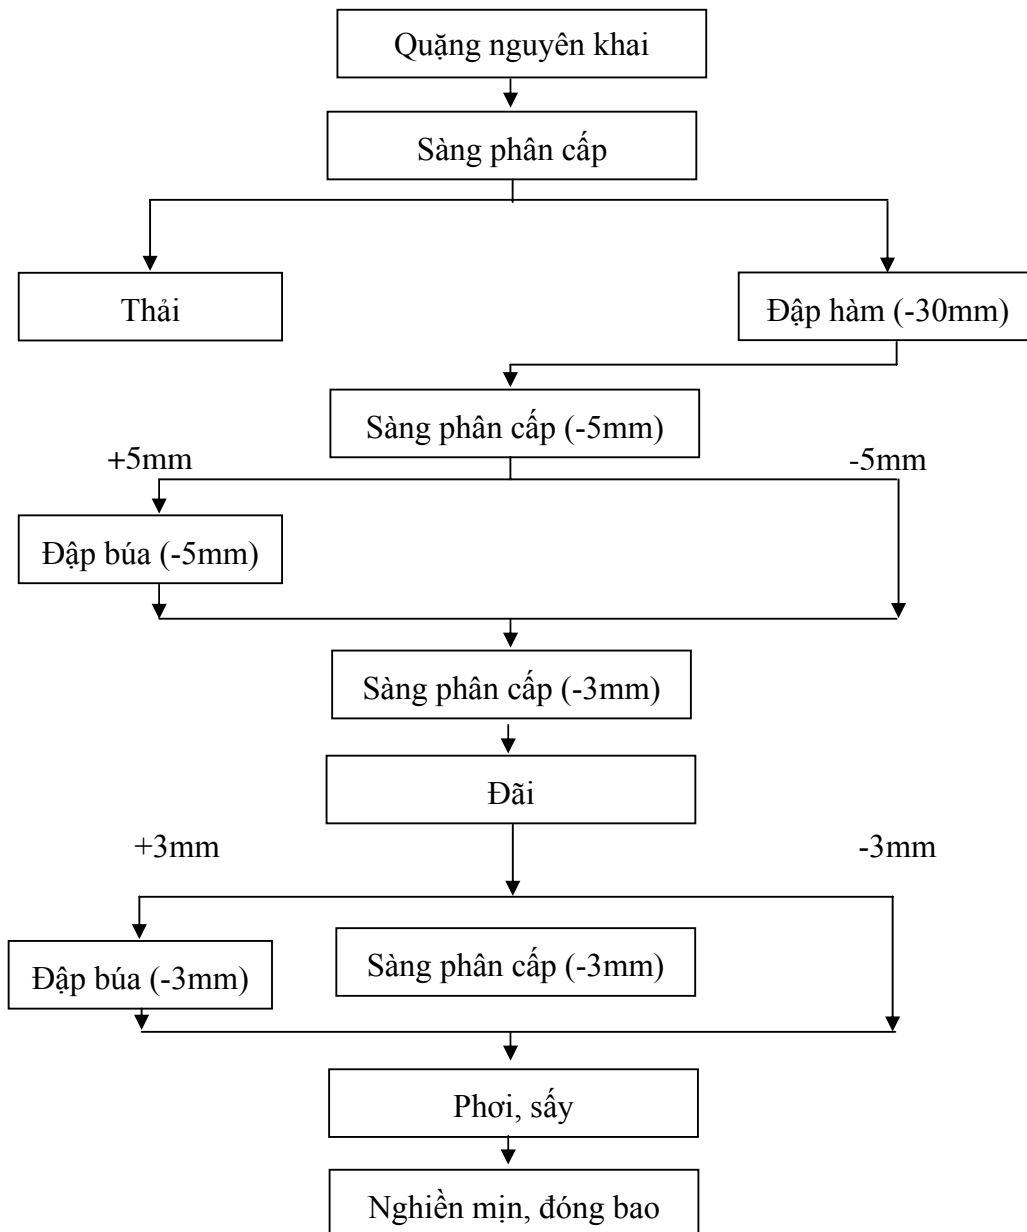 Quặng nguyên khai
Sàng phân cấp
Thải
Đập hàm (-30mm)
Sàng phân cấp (-5mm)
+5mm
-5mm
Đập búa (-5mm)
Sàng phân cấp (-3mm)
Đãi
+3mm
-3mm
Đập búa (-3mm)
Sàng phân cấp (-3mm)
Phơi, sấy
Nghiền mịn, đóng bao